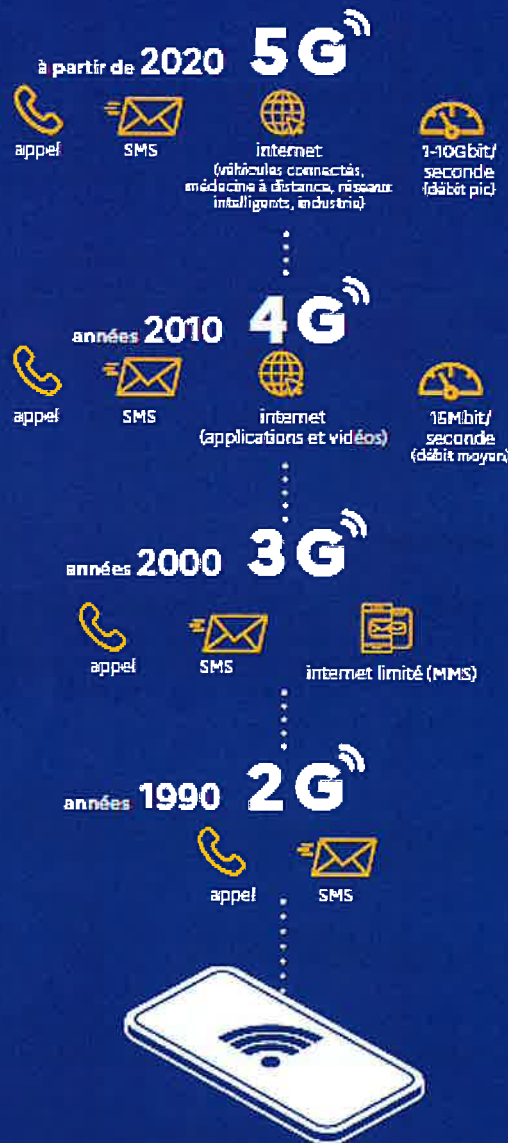 à partir de 2020 5G
appel
SMS
internet
(véhicules connectés,
médecine à distance, réseaux
intelligents, industrie)
1-10Gbit/
seconde
(débit pic)
années 2010 4G
appel
SMS
internet
(applications et vidéos)
15Mbit/
seconde
(débit moyen)
années 2000 3G
appel
SMS
internet limité (MMS)
années 1990 2G
appel
SMS